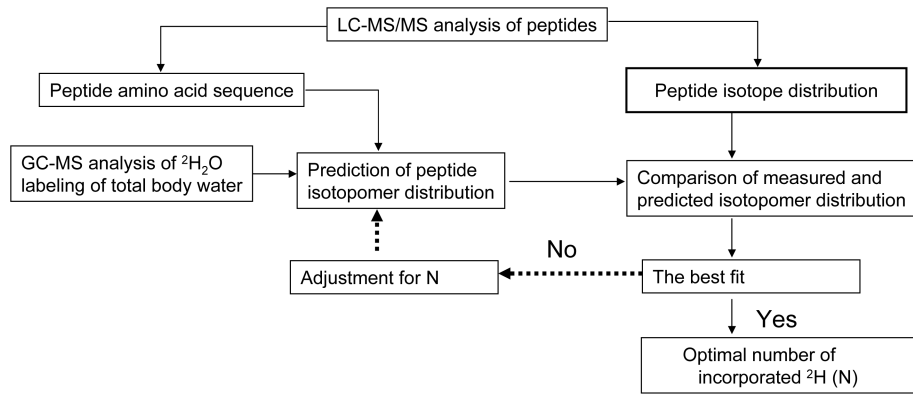 LC-MS/MS analysis of peptides
Peptide amino acid sequence
Peptide isotope distribution
GC-MS analysis of ²H₂O
labeling of total body water
Prediction of peptide
isotopomer distribution
Comparison of measured and
predicted isotopomer distribution
No
Adjustment for N
The best fit
Yes
Optimal number of
incorporated ²H (N)